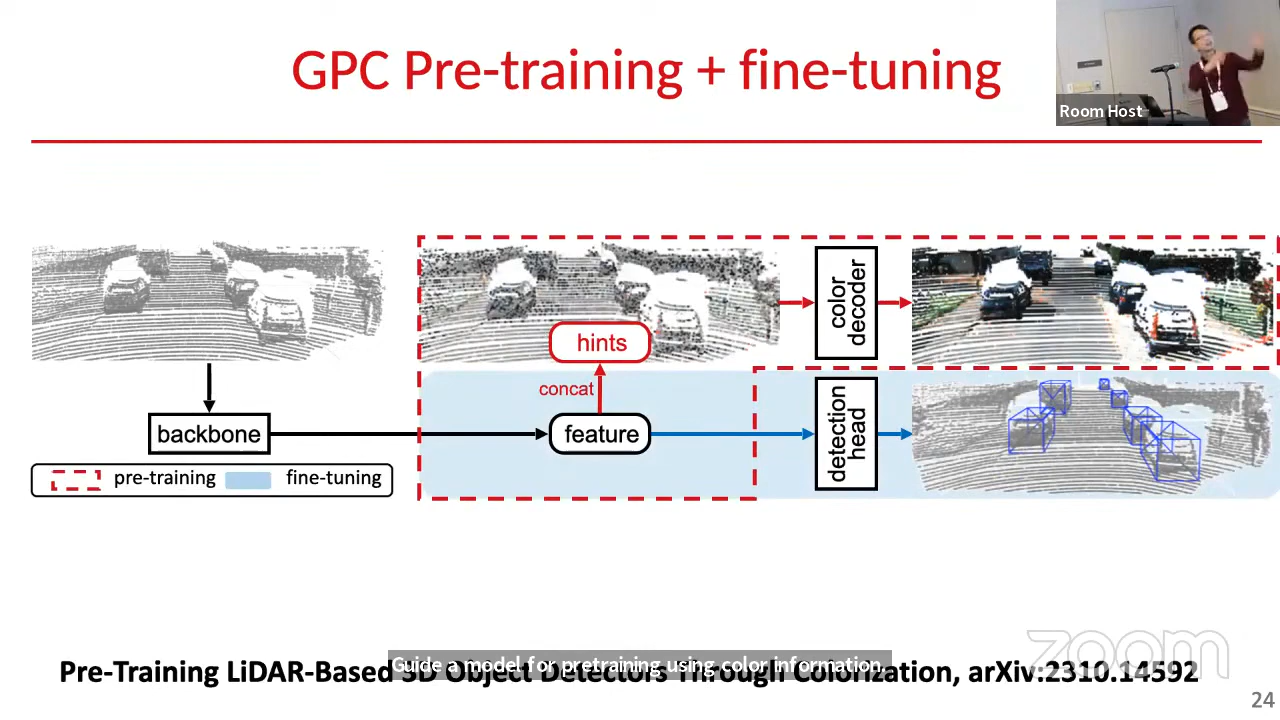 GPC Pre-training + fine-tuning
Room Host
hints
concat
color
decoder
backbone
feature
detection
head
pre-training
fine-tuning
Guide a model for pretraining using color information.
Pre-Training LiDAR-Based 3D Object Detectors Through Colorization, arXiv:2310.14592
zoom
24